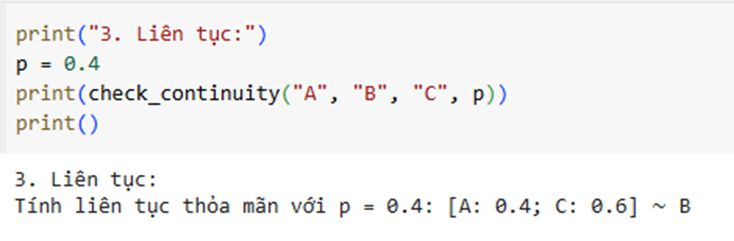 print("3. Liên tục:")
p = 0.4
print(check_continuity("A", "B", "C", p))
print()
3. Liên tục:
Tính liên tục thỏa mãn với p = 0.4: [A: 0.4; C: 0.6] ~ B